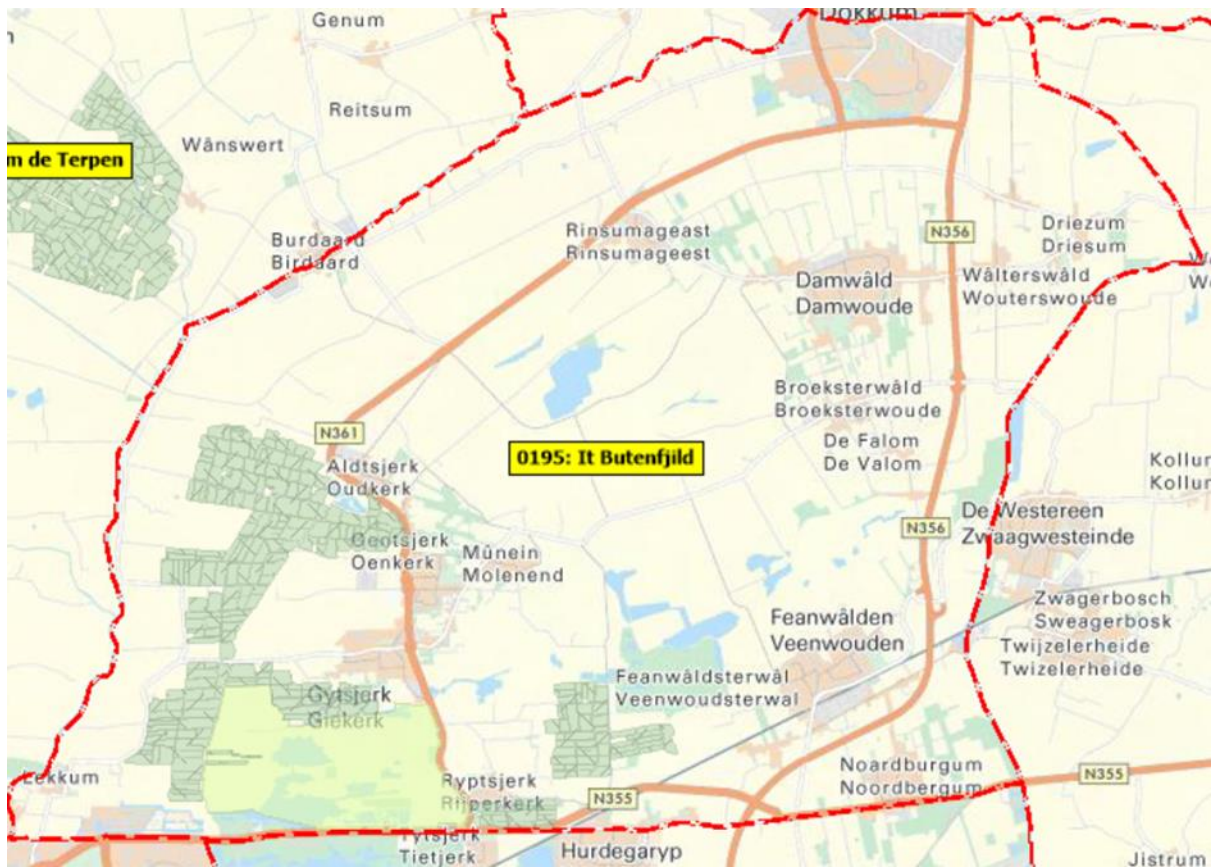 Dokkum
Genum
Reitsum
Wânswert
m de Terpen
Burdaard
Birdaard
Rinsumageast
Rinsumageest
N356
Driezum
Driesum
Damwâld
Damwoude
Wâlterswâld
Wouterswoude
Broeksterwâld
Broeksterwoude
De Falom
De Valom
N361
0195: It Butenfjild
Aldtsjerk
Oudkerk
Kollum
Kollum
De Westereen
Zwaagwesteinde
N356
Oentsjerk
Oenkerk
Mûnein
Molenend
Zwagerbosch
Sweagerbosk
Feanwâlden
Veenwouden
Twijzelerheide
Twizelerheide
Feanwâldsterwâl
Veenwoudsterwal
Gytsjerk
Giekerk
Lekkum
Ryptsjerk
Rijperkerk
N355
Noardburgum
Noordbergum
N355
Tytsjerk
Tietjerk
Hurdegaryp
Jistrum